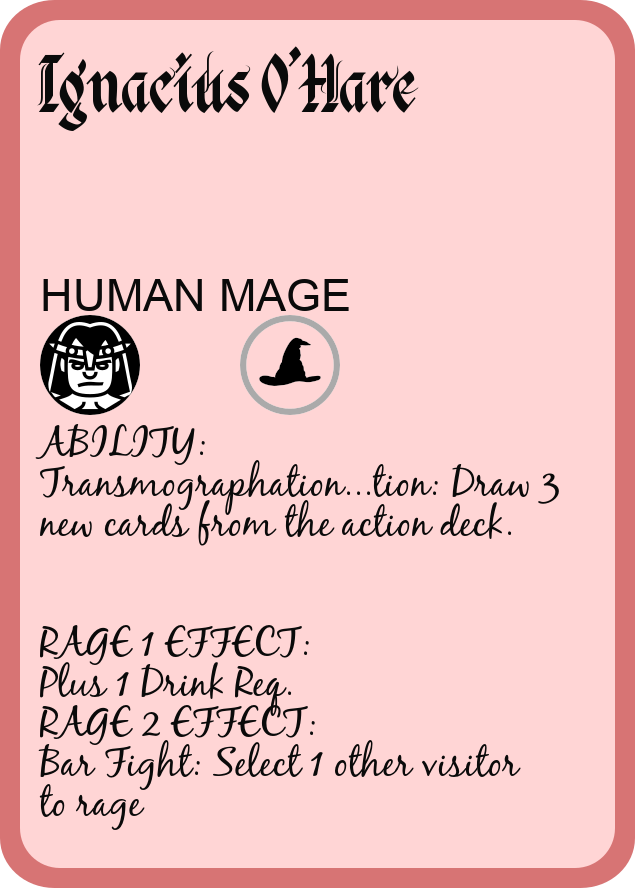 Ignacius O'Hare
HUMAN MAGE
ABILITY:
Transmographation...tion: Draw 3
new cards from the action deck.
RAGE 1 EFFECT:
Plus 1 Drink Req.
RAGE 2 EFFECT:
Bar Fight: Select 1 other visitor
to rage